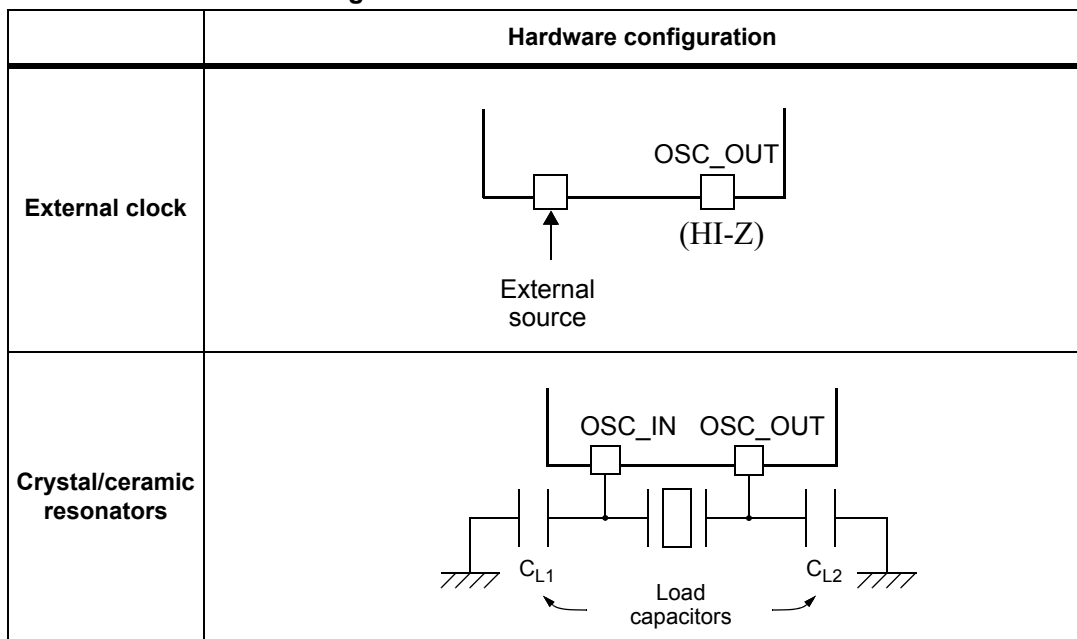 Hardware configuration
External clock
OSC_OUT
(HI-Z)
External
source
Crystal/ceramic
resonators
OSC_IN OSC_OUT
CL1
CL2
Load
capacitors